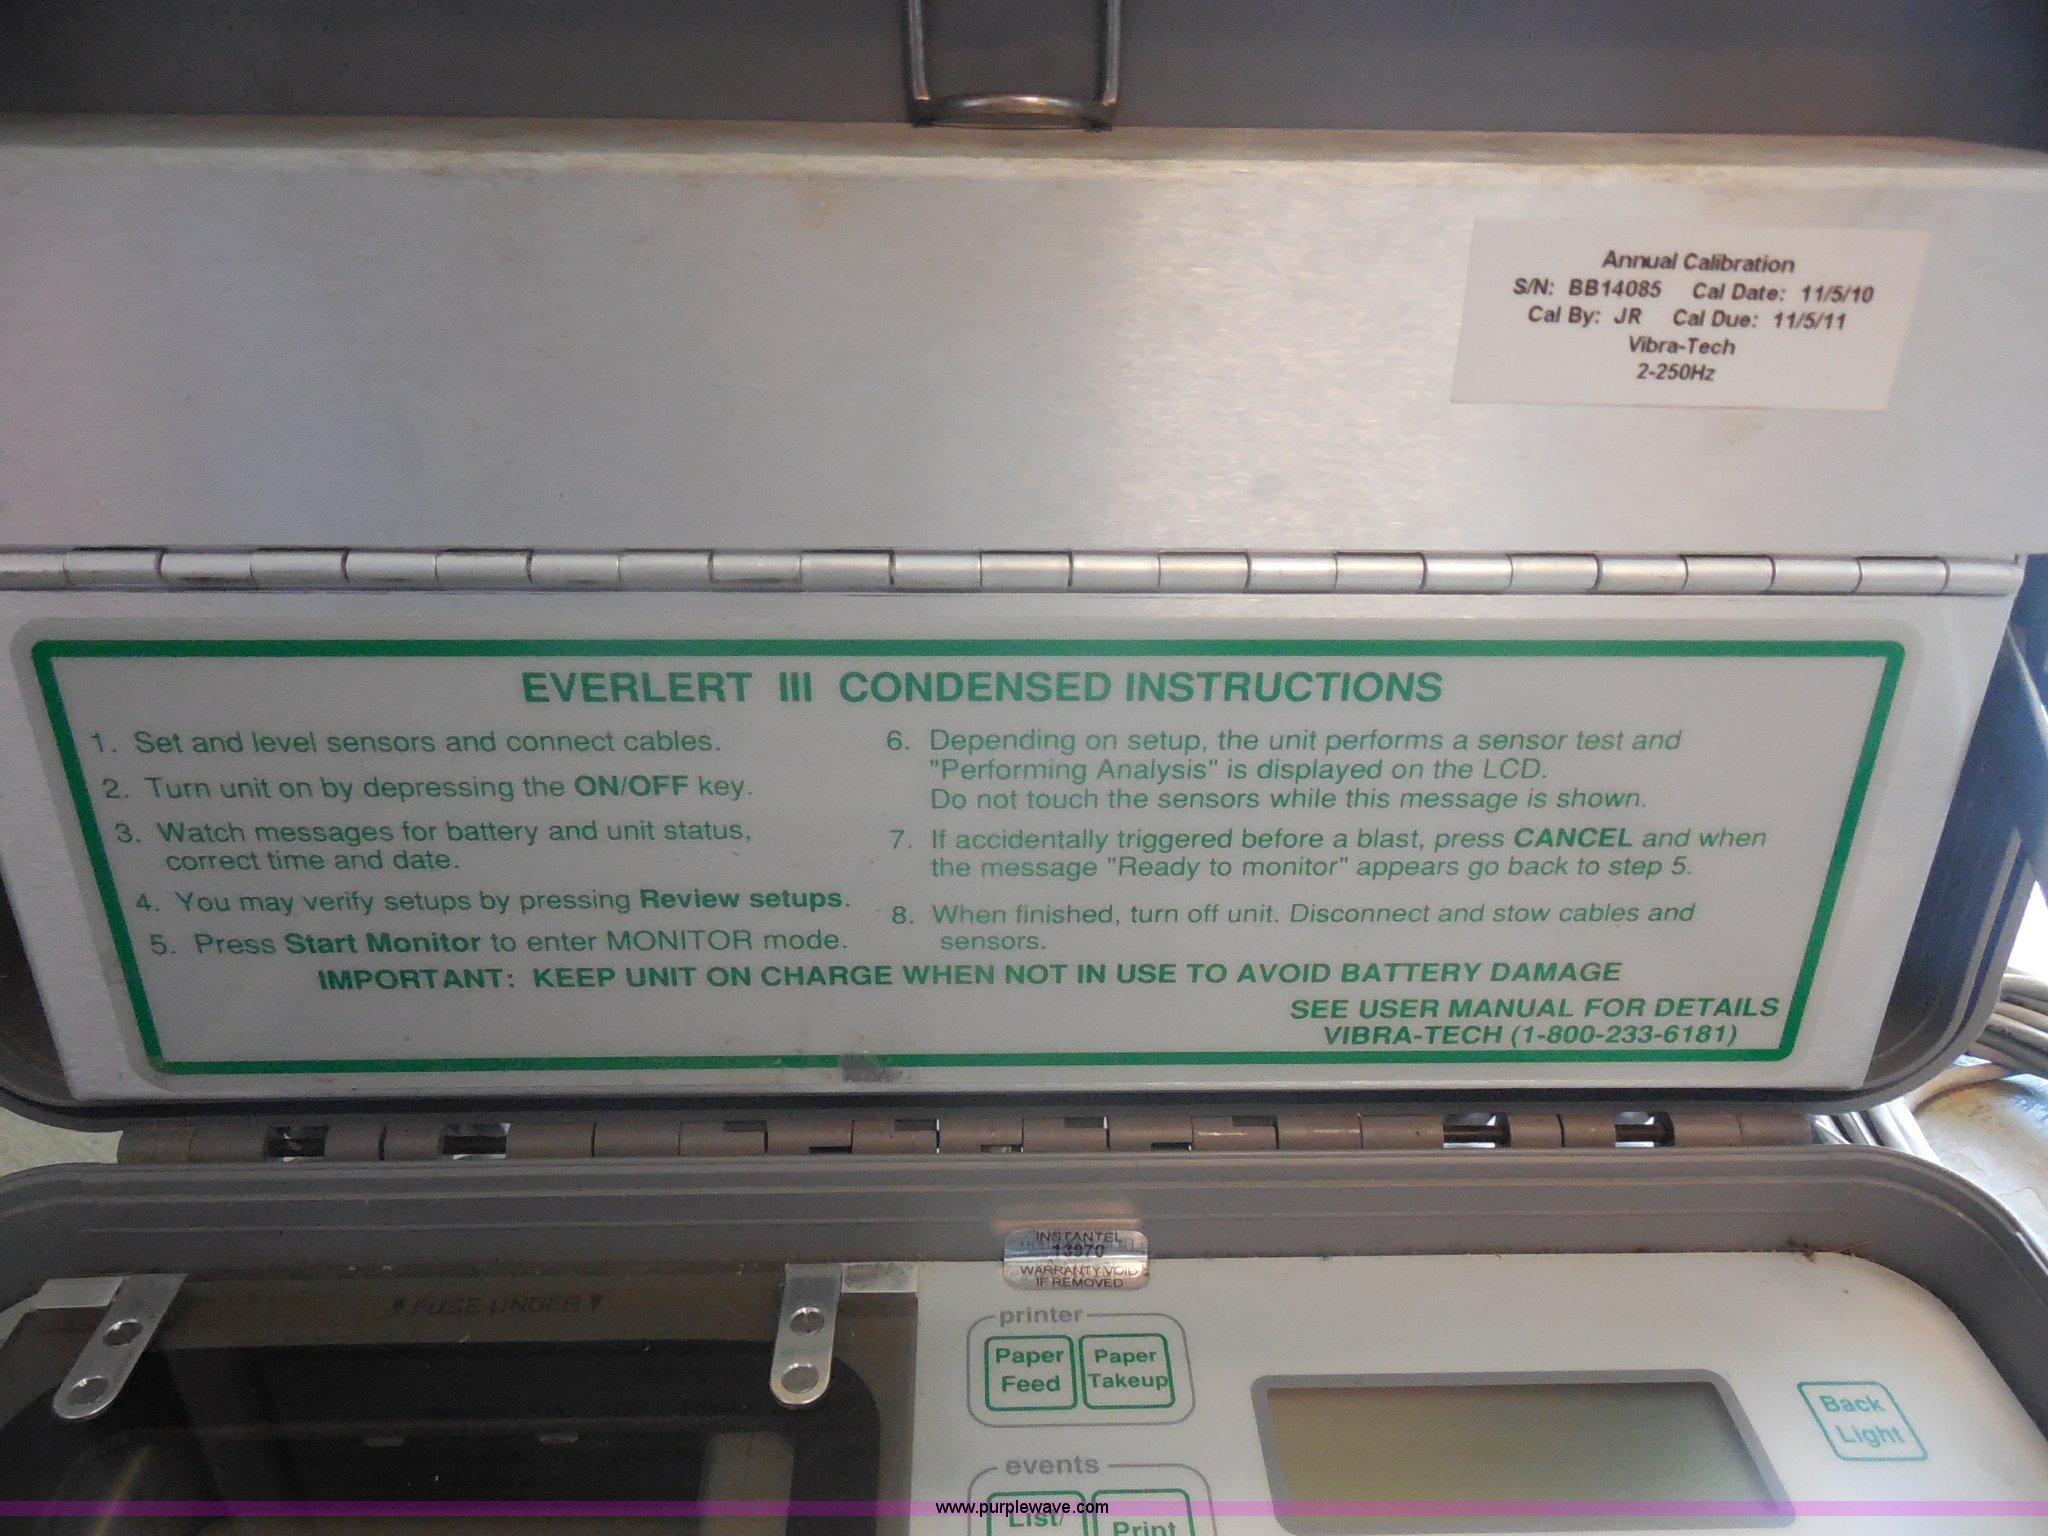 Annual Calibration
S/N: BB14085 Cal Date: 11/5/10
Cal By: JR Cal Due: 11/5/11
Vibra-Tech
2-250Hz
EVERLERT III CONDENSED INSTRUCTIONS
1. Set and level sensors and connect cables.
2. Turn unit on by depressing the ON/OFF key.
3. Watch messages for battery and unit status,
correct time and date.
4. You may verify setups by pressing Review setups.
5. Press Start Monitor to enter MONITOR mode.
6. Depending on setup, the unit performs a sensor test and
"Performing Analysis" is displayed on the LCD.
Do not touch the sensors while this message is shown.
7. If accidentally triggered before a blast, press CANCEL and when
the message "Ready to monitor" appears go back to step 5.
8. When finished, turn off unit. Disconnect and stow cables and
sensors.
IMPORTANT: KEEP UNIT ON CHARGE WHEN NOT IN USE TO AVOID BATTERY DAMAGE
SEE USER MANUAL FOR DETAILS
VIBRA-TECH (1-800-233-6181)
INSTANTEL
13970
WARRANTY VOID
IF REMOVED
FUSE UNDER
printer
Paper Feed
Paper Takeup
Back Light
events
List/
Print
www.purplewave.com